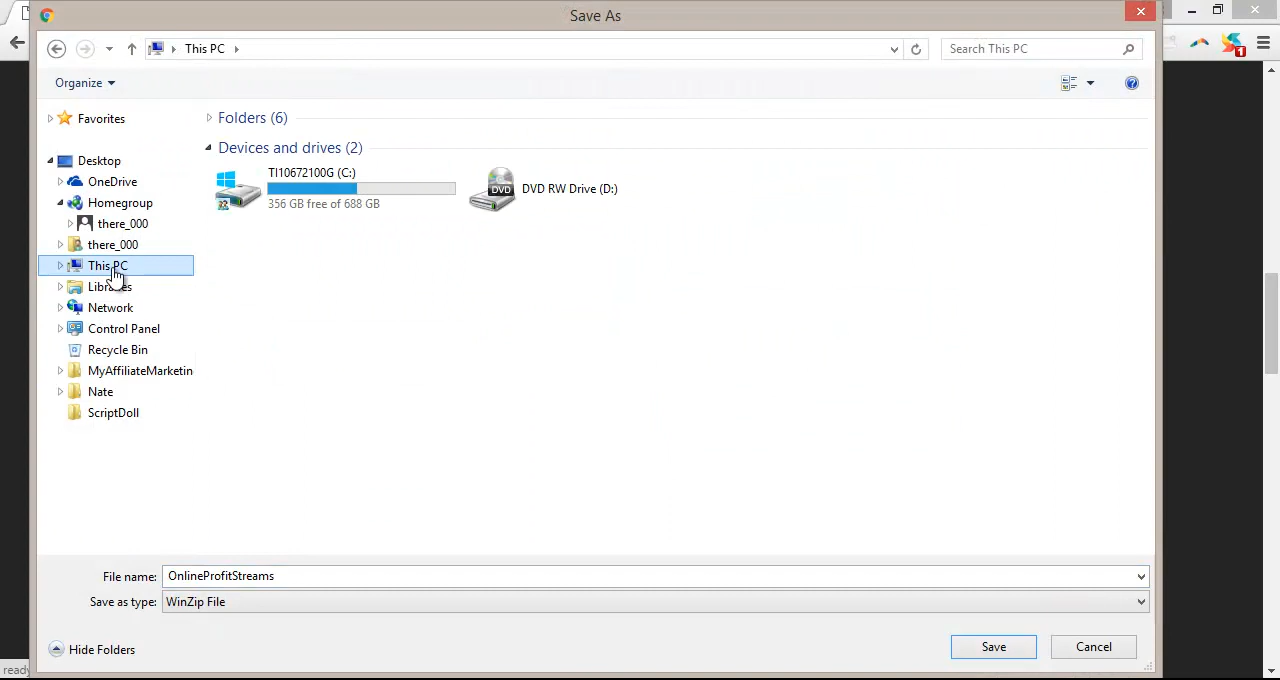 Save As
This PC
Search This PC
1
Organize
Favorites
Folders (6)
Devices and drives (2)
Desktop
TI10672100G (C:)
OneDrive
DVD
DVD RW Drive (D:)
Homegroup
356 GB free of 688 GB
there_000
there_000
This PC
Libraries
Network
Control Panel
Recycle Bin
MyAffiliateMarketin
Nate
ScriptDoll
File name: OnlineProfitStreams
Save as type: WinZip File
Hide Folders
Save
Cancel
ready